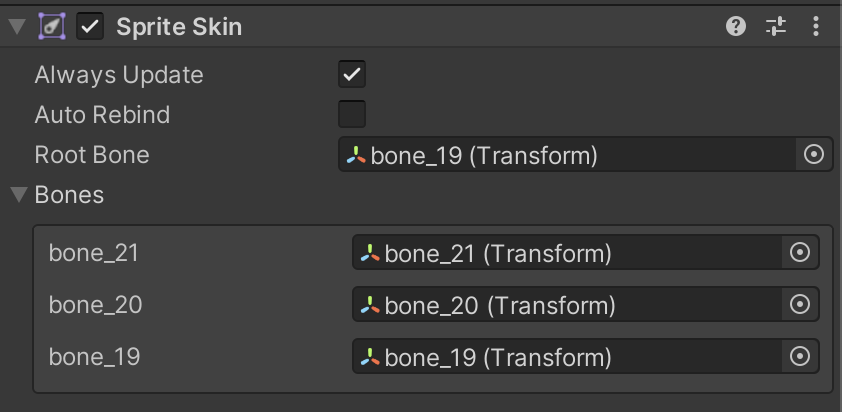 Sprite Skin
Always Update
Auto Rebind
Root Bone bone_19 (Transform)
Bones
bone_21 bone_21 (Transform)
bone_20 bone_20 (Transform)
bone_19 bone_19 (Transform)